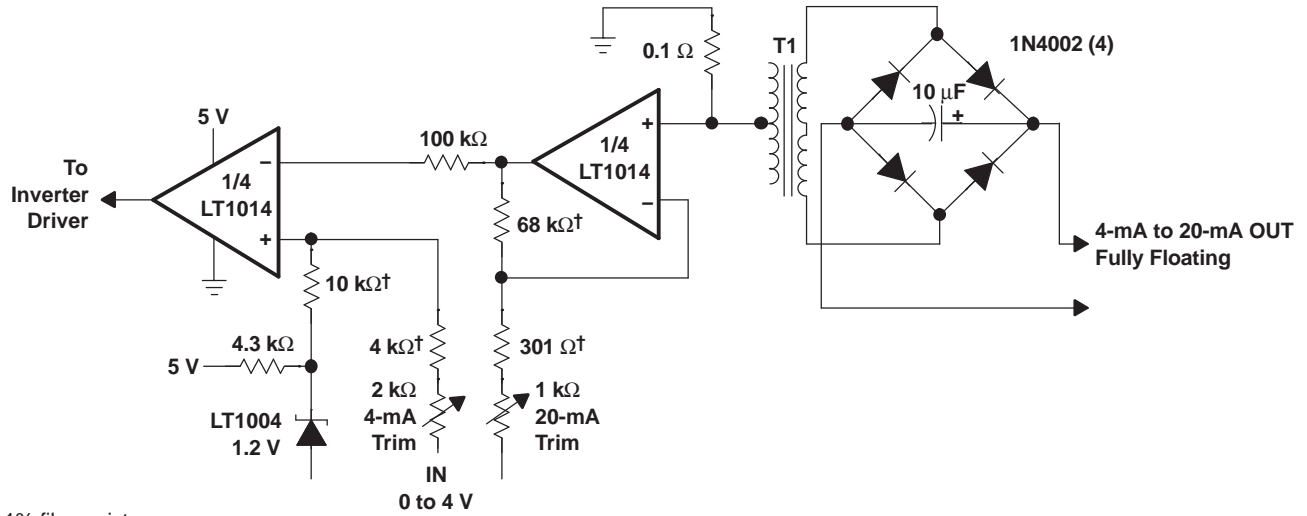 0.1 Ω
T1
1N4002 (4)
10 μF
+
5 V
100 kΩ
+
1/4
LT1014
−
To
Inverter
Driver
−
1/4
LT1014
+
68 kΩ†
4-mA to 20-mA OUT
Fully Floating
10 kΩ†
4.3 kΩ
5 V
4 kΩ†
301 Ω†
2 kΩ
4-mA
Trim
1 kΩ
20-mA
Trim
LT1004
1.2 V
IN
0 to 4 V